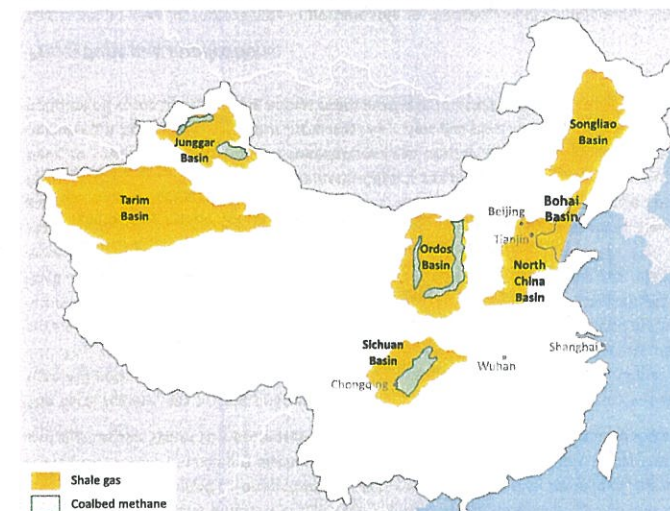 Songliao
Basin
Junggar
Basin
Tarim
Basin
Bohai
Basin
Beijing
Tianjin
Ordos
Basin
North
China
Basin
Sichuan
Basin
Shanghai
Wuhan
Chongqing
Shale gas
Coalbed methane